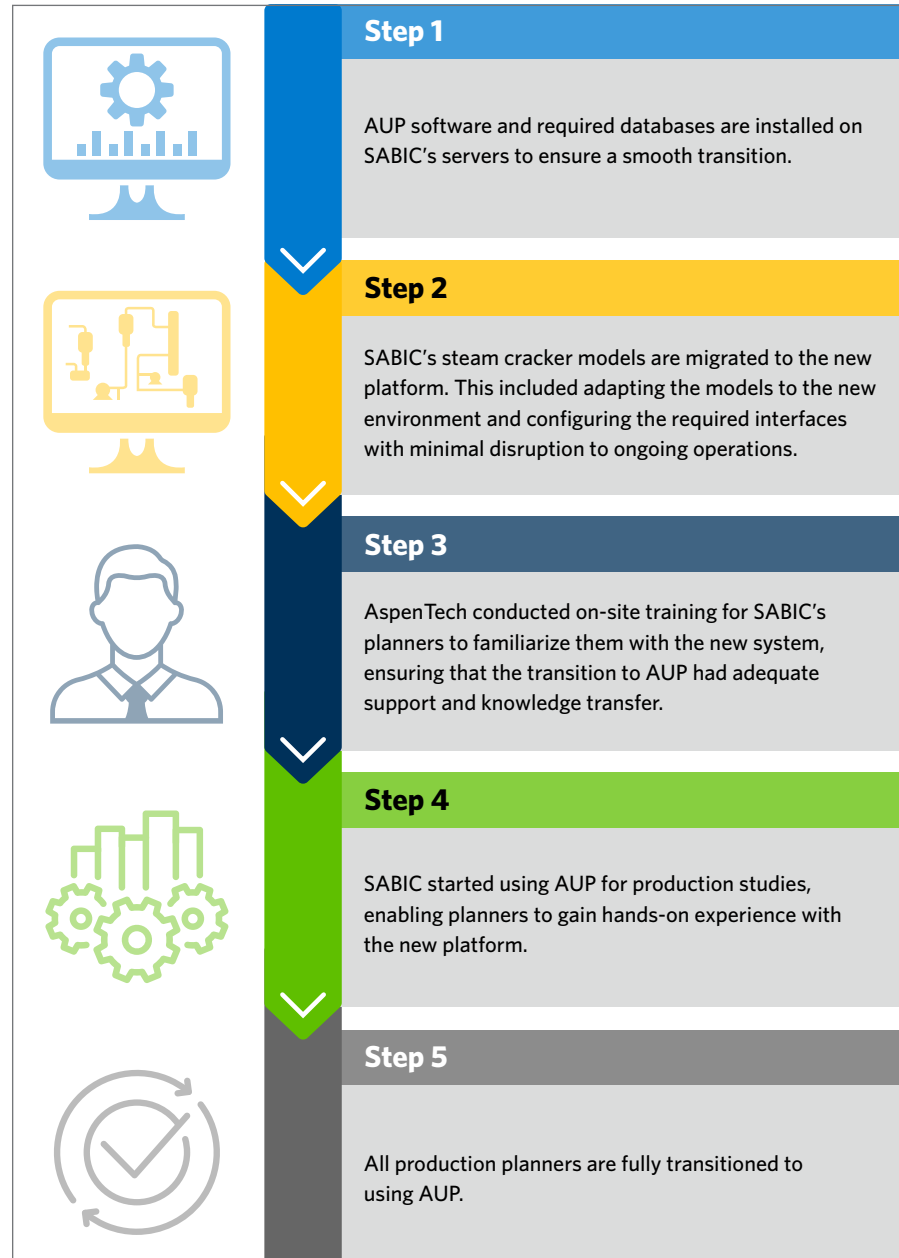 Step 1
AUP software and required databases are installed on
SABIC’s servers to ensure a smooth transition.
Step 2
SABIC’s steam cracker models are migrated to the new
platform. This included adapting the models to the new
environment and configuring the required interfaces
with minimal disruption to ongoing operations.
Step 3
AspenTech conducted on-site training for SABIC’s
planners to familiarize them with the new system,
ensuring that the transition to AUP had adequate
support and knowledge transfer.
Step 4
SABIC started using AUP for production studies,
enabling planners to gain hands-on experience with
the new platform.
Step 5
All production planners are fully transitioned to
using AUP.